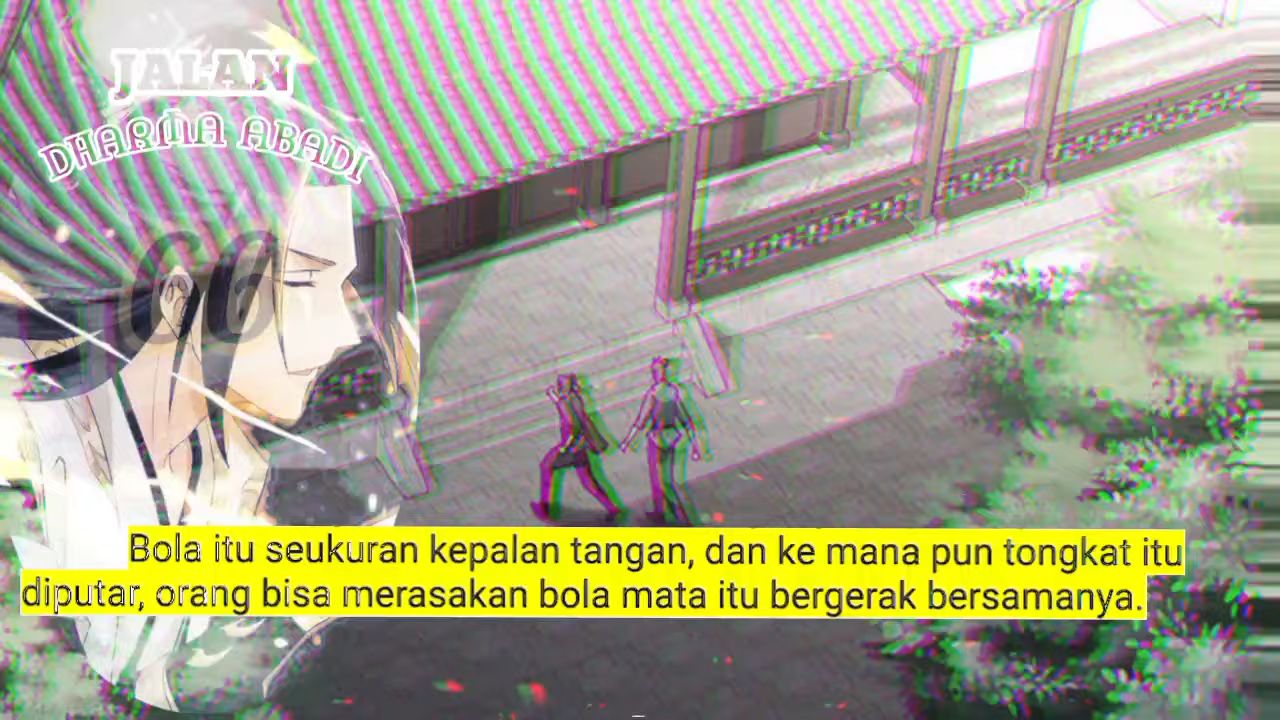 JALAN
DHARMA ABADI
66
Bola itu seukuran kepalan tangan, dan ke mana pun tongkat itu
diputar, orang bisa merasakan bola mata itu bergerak bersamanya.